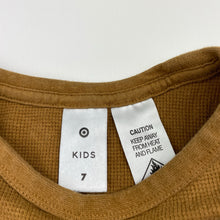 KIDS
7
CAUTION
KEEP AWAY
FROM HEAT
AND FLAME